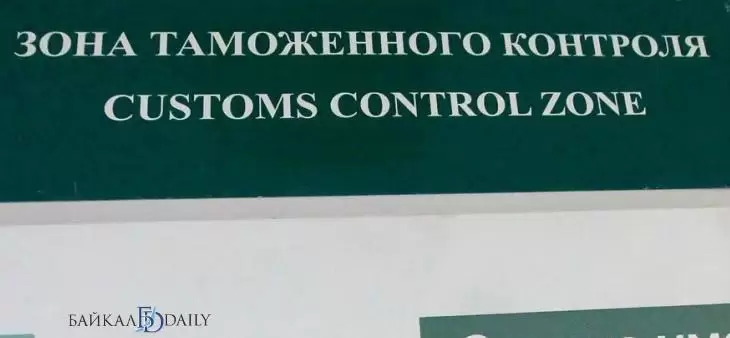 ЗОНА ТАМОЖЕННОГО КОНТРОЛЯ
CUSTOMS CONTROL ZONE
БАЙКАЛ DAILY